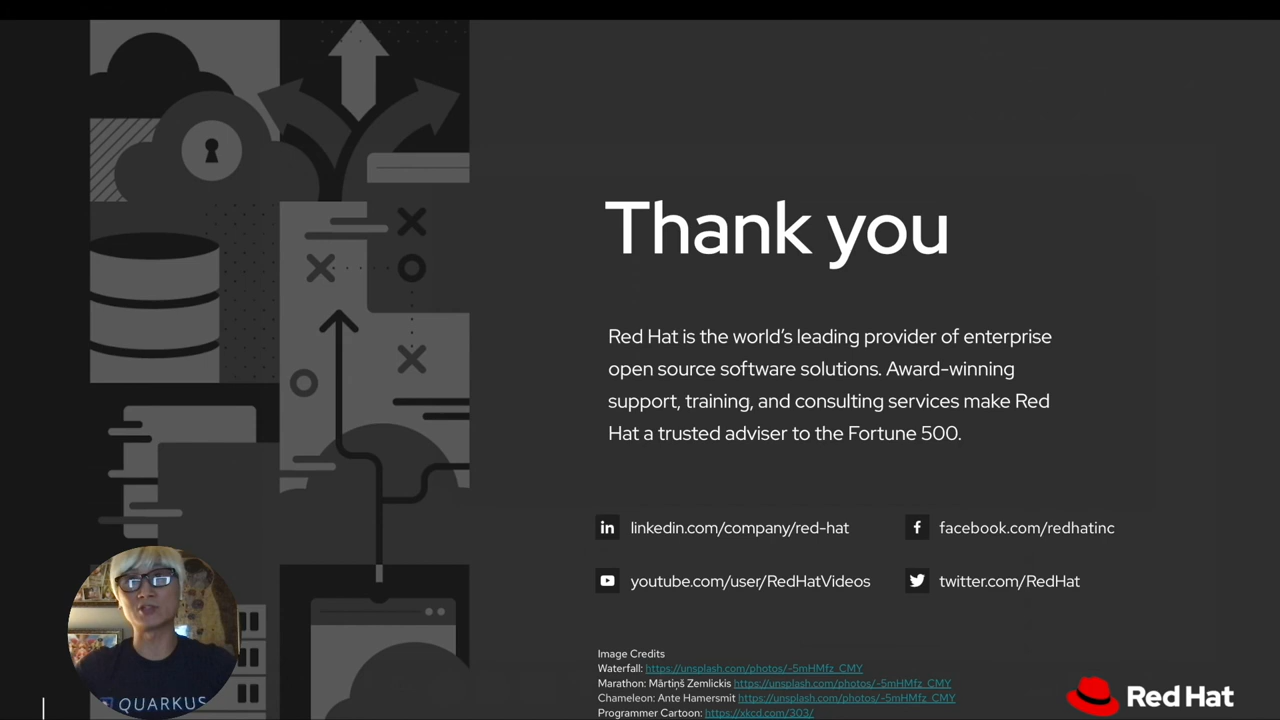 Thank you
Red Hat is the world’s leading provider of enterprise
open source software solutions. Award-winning
support, training, and consulting services make Red
Hat a trusted adviser to the Fortune 500.
linkedin.com/company/red-hat
facebook.com/redhatinc
youtube.com/user/RedHatVideos
twitter.com/RedHat
Image Credits
Waterfall: https://unsplash.com/photos/-5mHMfz_CMY
Marathon: Mārtiņš Zemlickis https://unsplash.com/photos/-5mHMfz_CMY
Chameleon: Ante Hamersmit https://unsplash.com/photos/-5mHMfz_CMY
Programmer Cartoon: https://xkcd.com/303/
QUARKUS
Red Hat